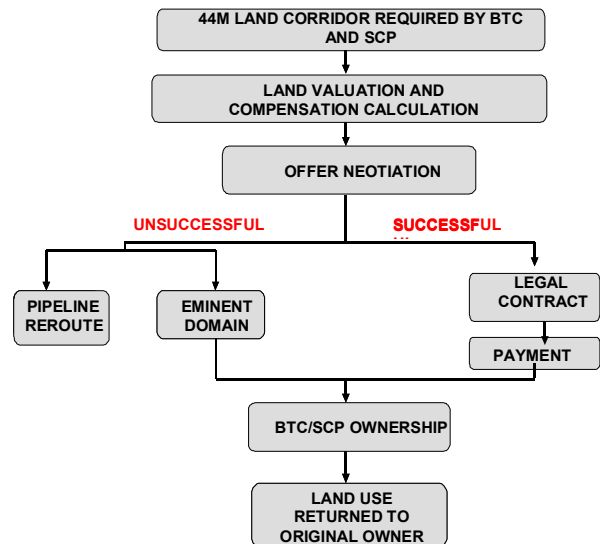 44M LAND CORRIDOR REQUIRED BY BTC
AND SCP
LAND VALUATION AND
COMPENSATION CALCULATION
OFFER NEOTIATION
UNSUCCESSFUL
SUCCESSFUL
PIPELINE
REROUTE
EMINENT
DOMAIN
LEGAL
CONTRACT
PAYMENT
BTC/SCP OWNERSHIP
LAND USE
RETURNED TO
ORIGINAL OWNER